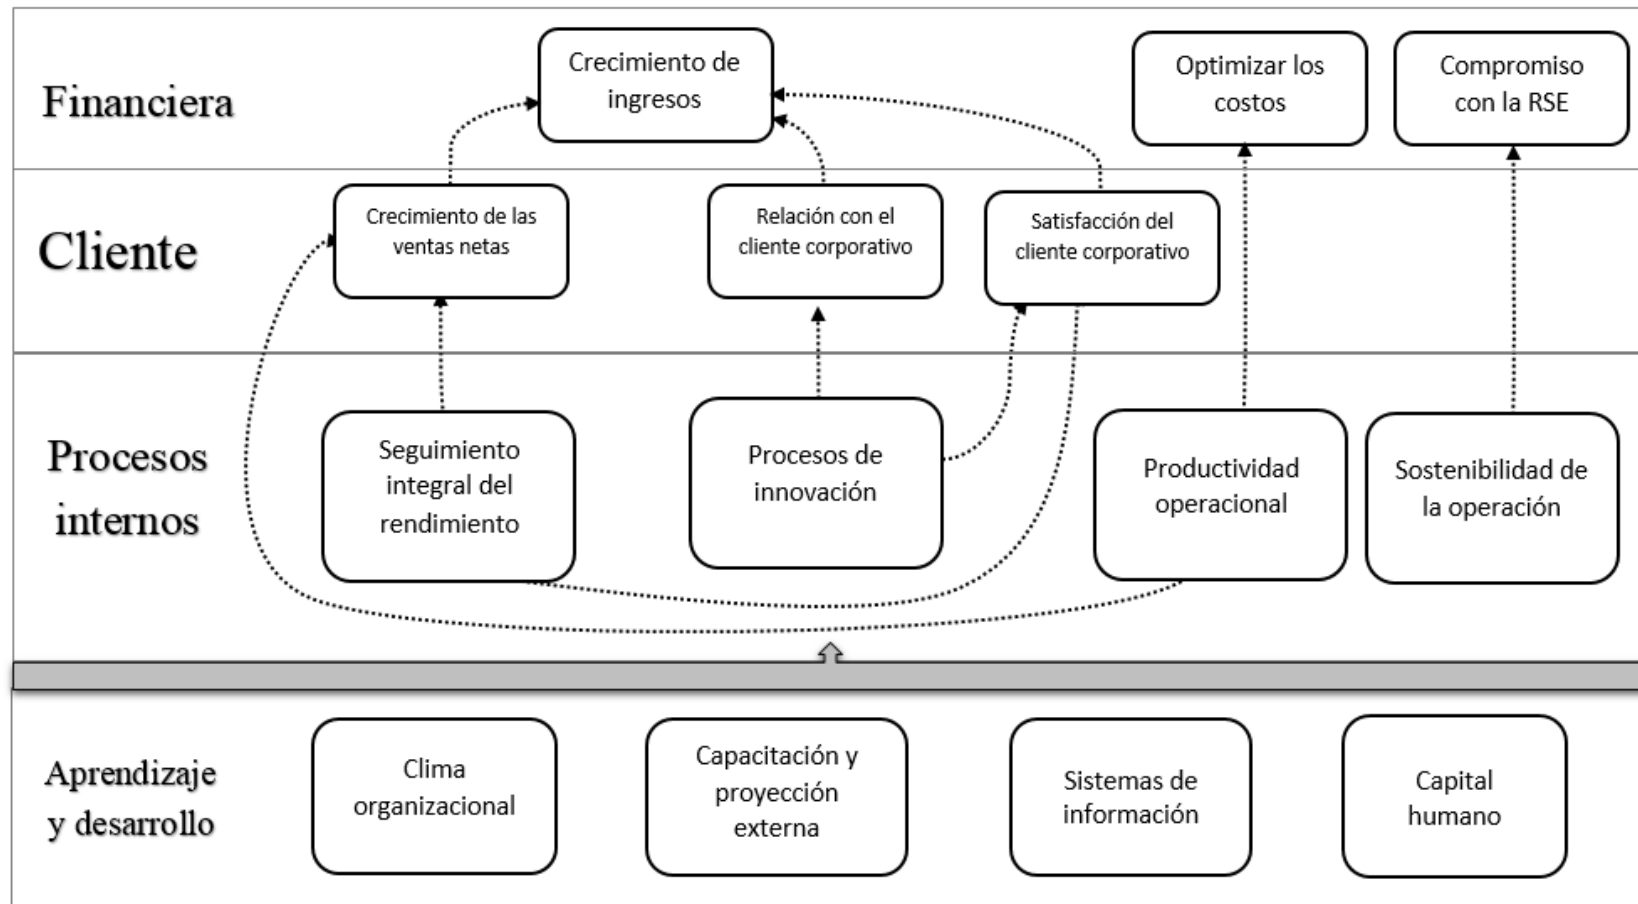 Financiera
Crecimiento de
ingresos
Optimizar los
costos
Compromiso
con la RSE
Cliente
Crecimiento de las
ventas netas
Relación con el
cliente corporativo
Satisfacción del
cliente corporativo
Procesos
internos
Seguimiento
integral del
rendimiento
Procesos de
innovación
Productividad
operacional
Sostenibilidad de
la operación
Aprendizaje
y desarrollo
Clima
organizacional
Capacitación y
proyección
externa
Sistemas de
información
Capital
humano